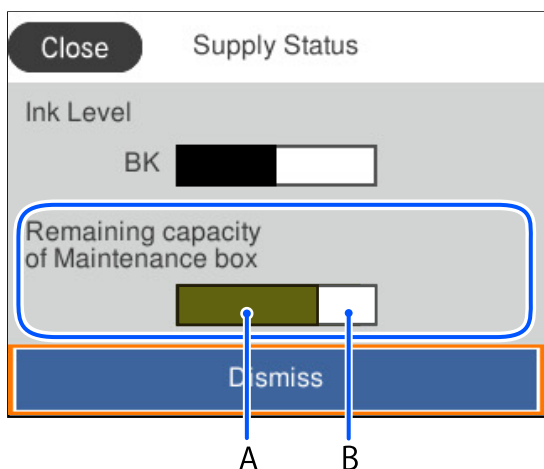 Close
Supply Status
Ink Level
BK
Remaining capacity
of Maintenance box
Dismiss
A
B